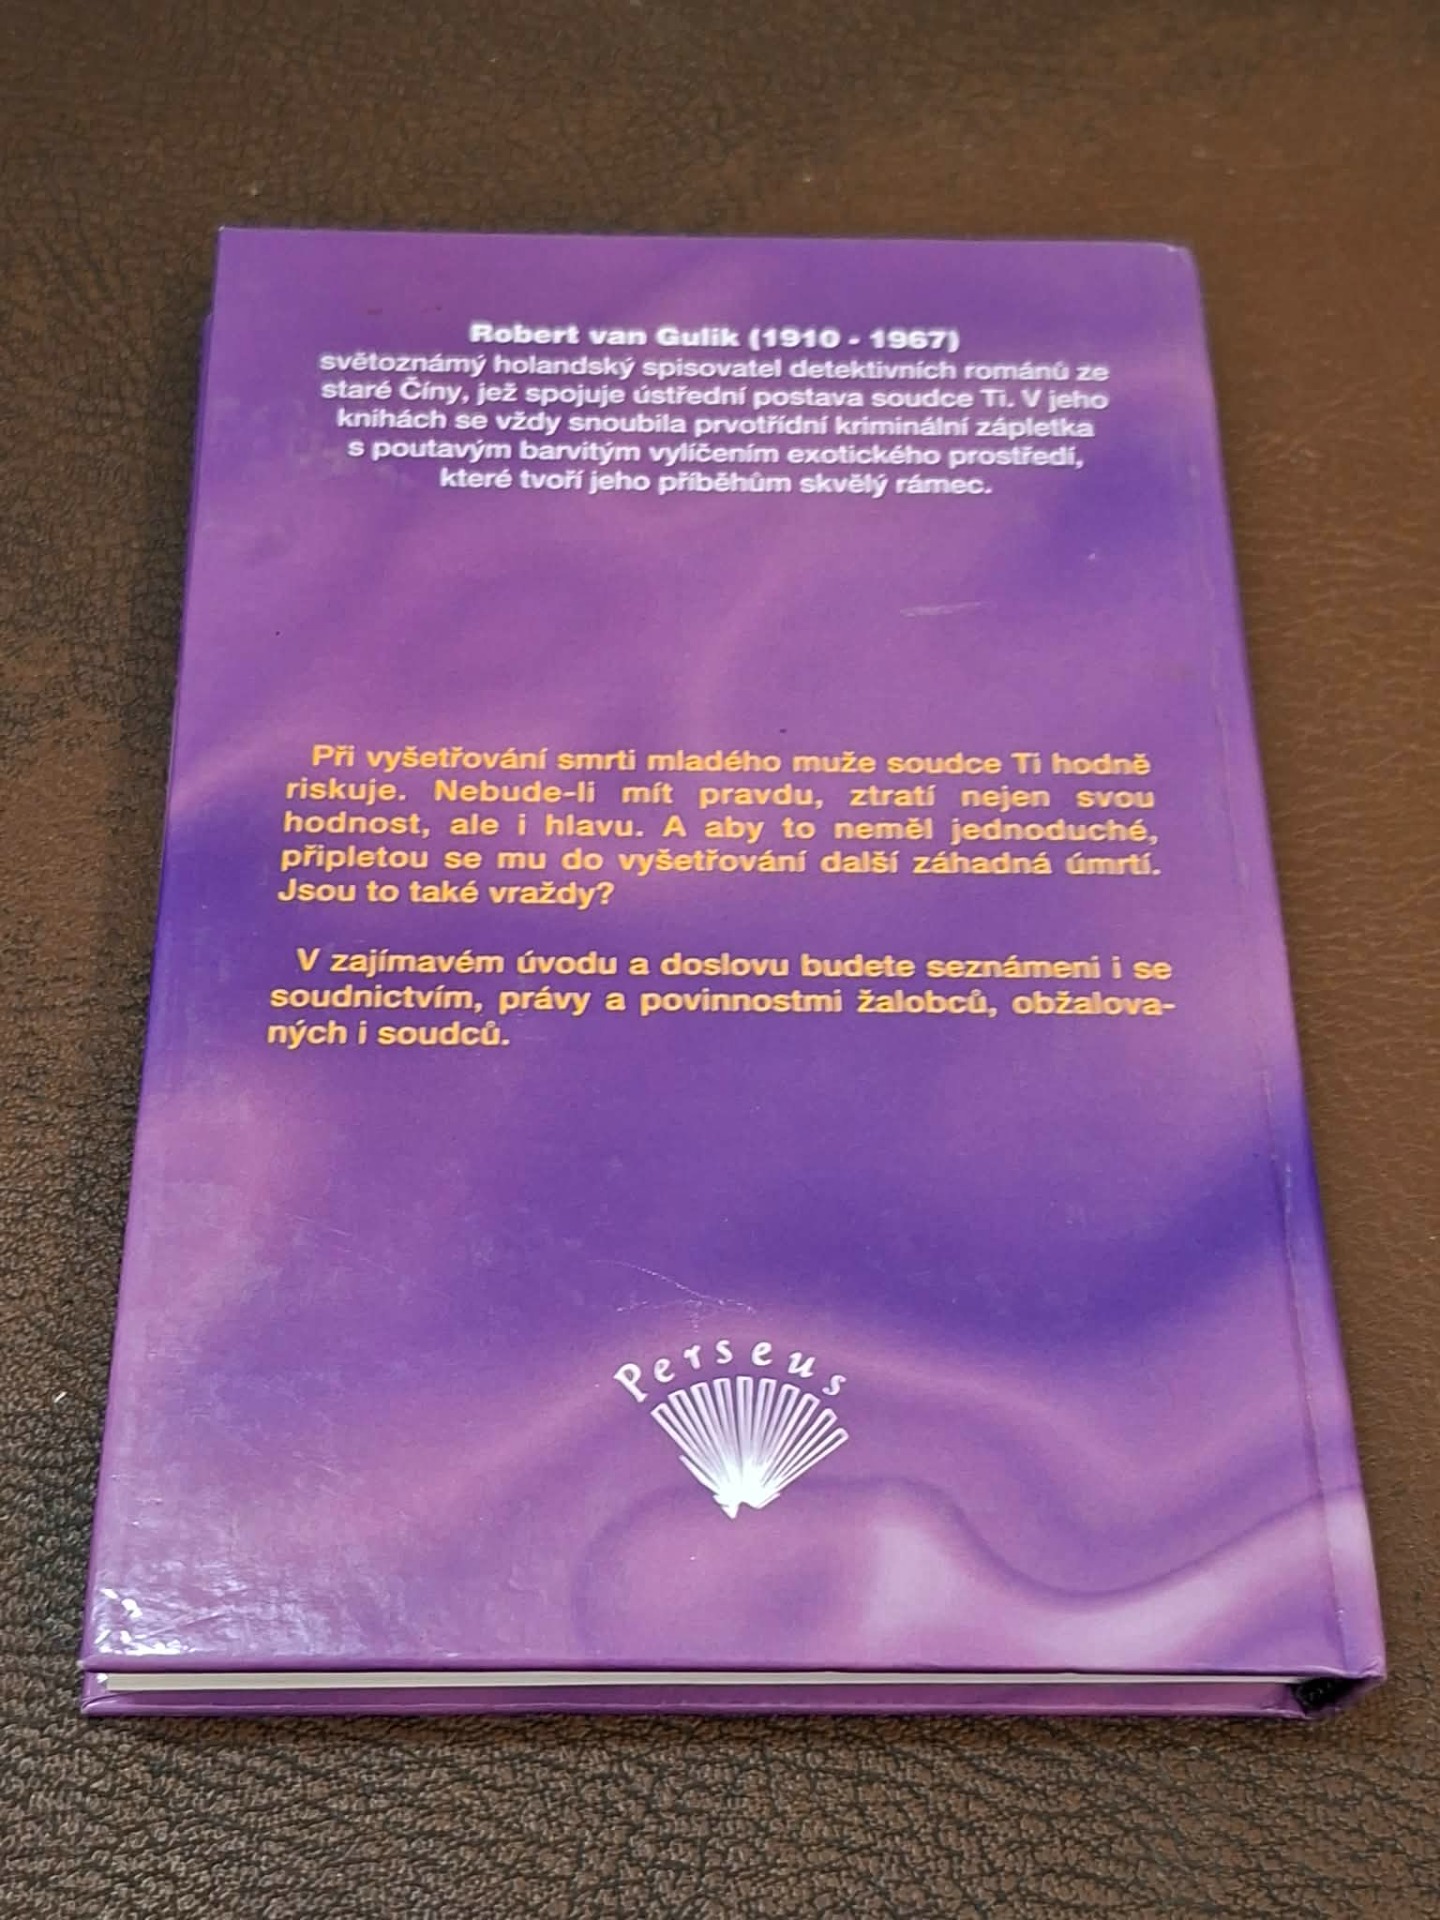 Robert van Gulik (1910 - 1967)
světoznámý holandský spisovatel detektivních románů ze
staré Číny, jež spojuje ústřední postava soudce Ti. V jeho
knihách se vždy snoubila prvotřídní kriminální zápletka
s poutavým barvitým vylíčením exotického prostředí,
které tvoří jeho příběhům skvělý rámec.
Při vyšetřování smrti mladého muže soudce Ti hodně
riskuje. Nebude-li mít pravdu, ztratí nejen svou
hodnost, ale i hlavu. A aby to neměl jednoduché,
připletou se mu do vyšetřování další záhadná úmrtí.
Jsou to také vraždy?
V zajímavém úvodu a doslovu budete seznámeni i se
soudnictvím, právy a povinnostmi žalobců, obžalova-
ných i soudců.
Perseus